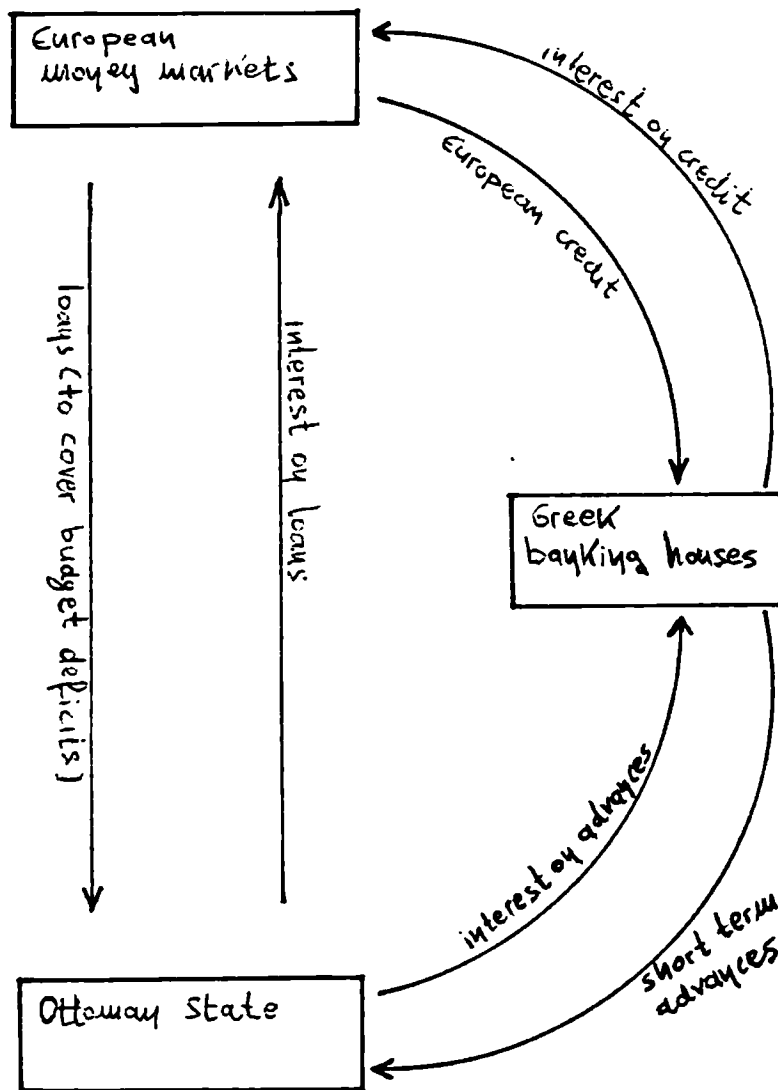 European
money markets
interest on credit
European credit
loans (to cover budget deficits)
interest on loans
Greek
banking houses
interest on advances
short term
advances
Ottoman State